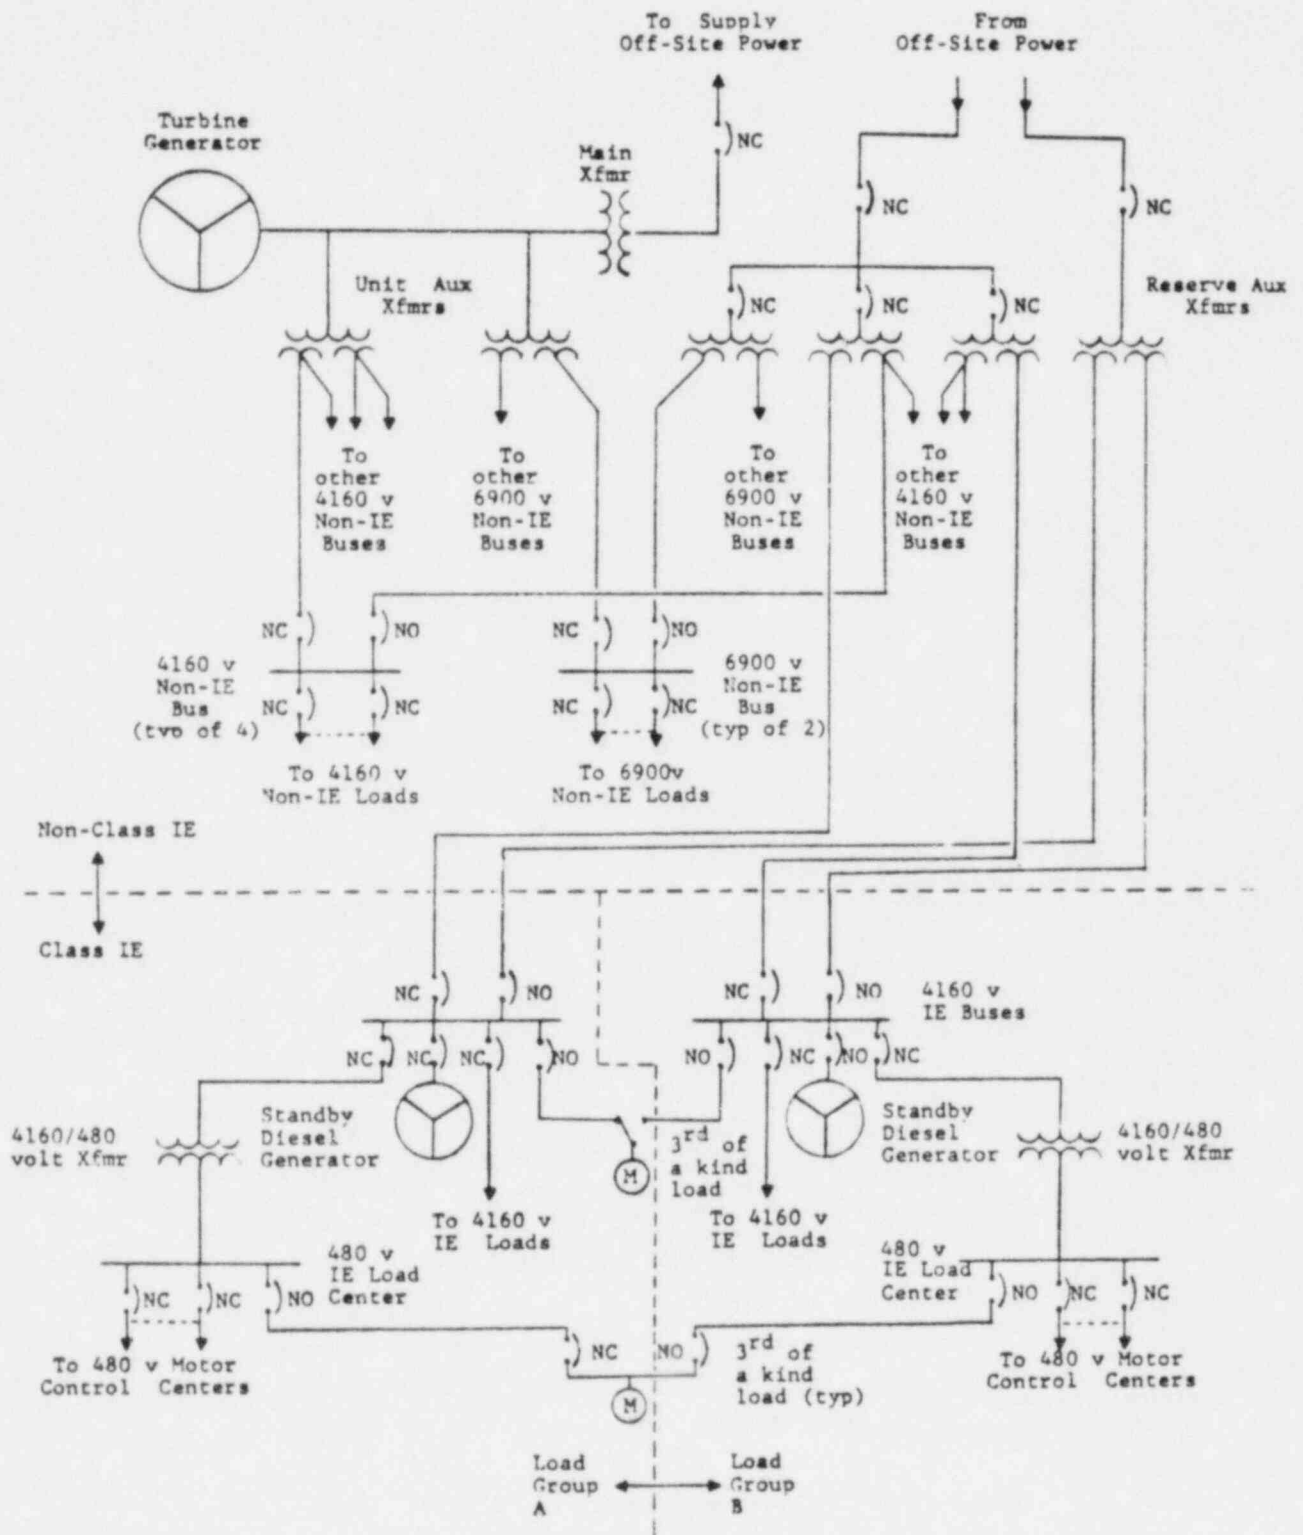 To Supply
Off-Site Power
From
Off-Site Power
Turbine
Generator
Main
Xfmr
NC
NC
NC
Unit Aux
Xfmrs
NC
NC
NC
Reserve Aux
Xfmrs
To
other
4160 v
Non-IE
Buses
To
other
6900 v
Non-IE
Buses
To
other
6900 v
Non-IE
Buses
To
other
4160 v
Non-IE
Buses
NC
NO
NC
NO
4160 v
Non-IE
Bus
(typ of 4)
NC
NC
NC
NC
6900 v
Non-IE
Bus
(typ of 2)
To 4160 v
Non-IE Loads
To 6900v
Non-IE Loads
Non-Class IE
Class IE
NC
NO
NC
NO
4160 v
IE Buses
NC
NC
NC
NO
NO
NC
NO
NC
4160/480
volt Xfmr
Standby
Diesel
Generator
M
3rd of
a kind
load
Standby
Diesel
Generator
4160/480
volt Xfmr
To 4160 v
IE Loads
To 4160 v
IE Loads
480 v
IE Load
Center
480 v
IE Load
Center
NC
NC
NO
NO
NC
NC
To 480 v Motor
Control Centers
NC
NO
3rd of
a kind
load (typ)
M
To 480 v Motor
Control Centers
Load
Group
A
Load
Group
B